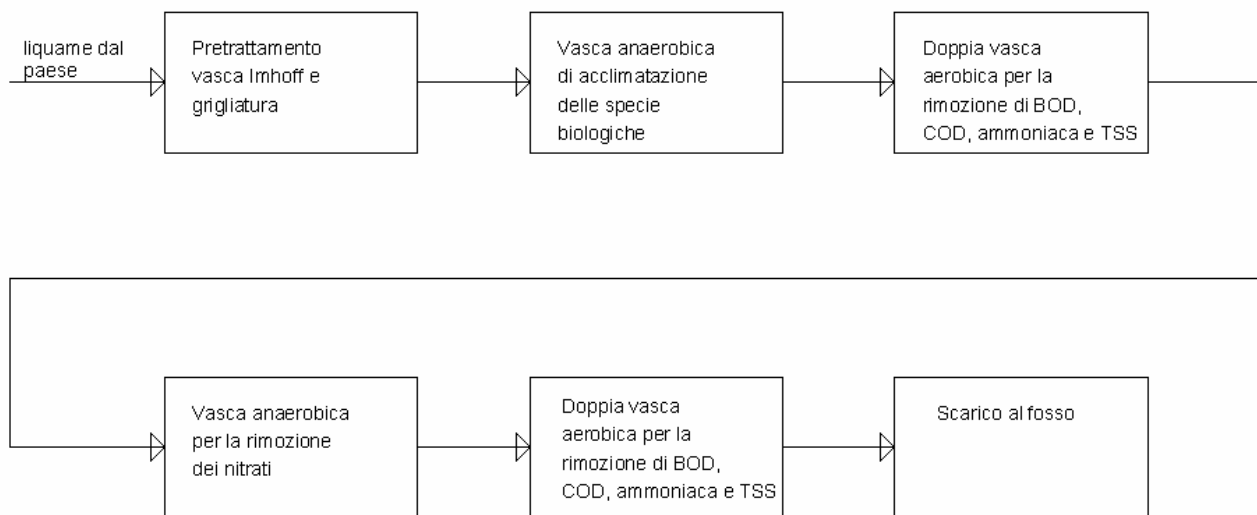 liquame dal
paese
Pretrattamento
vasca Imhoff e
grigliatura
Vasca anaerobica
di acclimatazione
delle specie
biologiche
Doppia vasca
aerobica per la
rimozione di BOD,
COD, ammoniaca e TSS
Vasca anaerobica
per la rimozione
dei nitrati
Doppia vasca
aerobica per la
rimozione di BOD,
COD, ammoniaca e TSS
Scarico al fosso